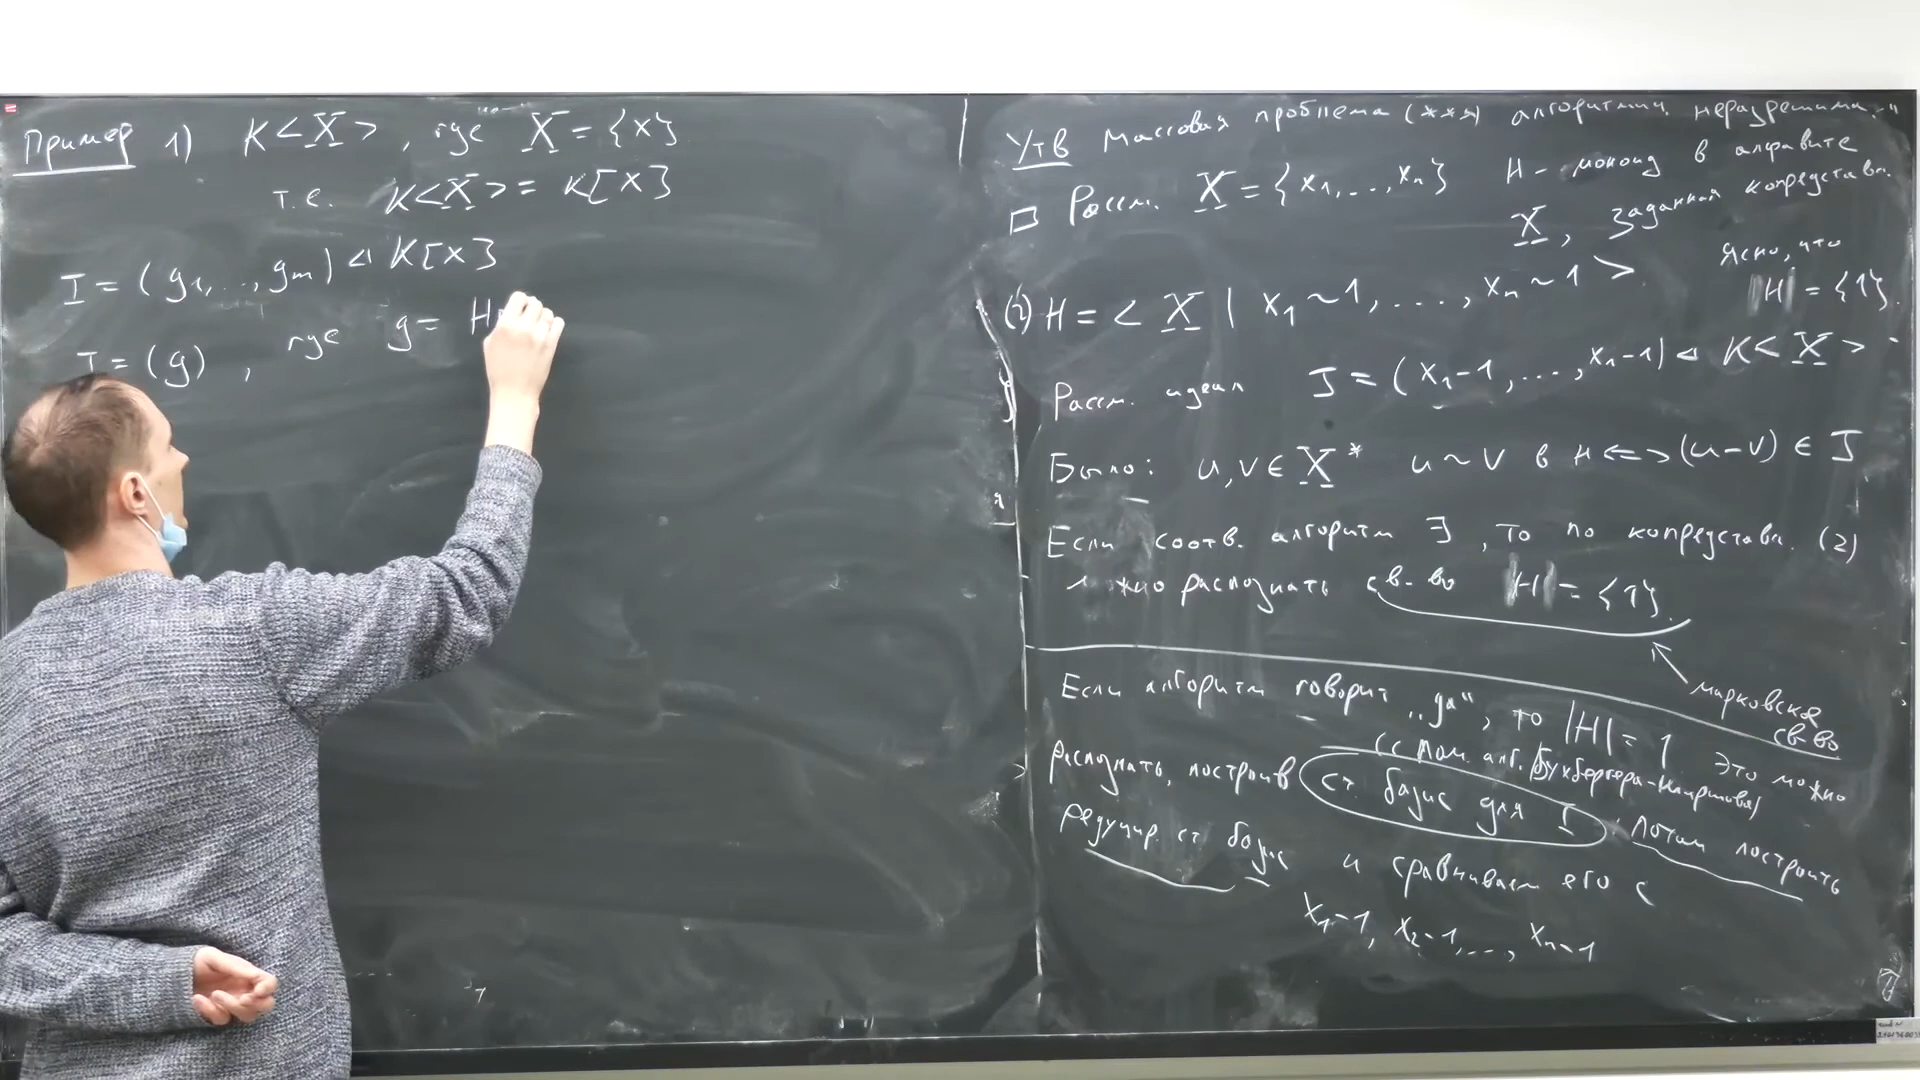 Пример 1) K<X>, где X = {x}
т.е. K<X> = K[x]
I = (g1, ..., gm) ⊲ K[x]
I = (g), где g = H
Утв Массовая проблема (***) алгоритмич. неразрешима.
□ Рассм. X = {x1, ..., xn} H - моноид в алфавите
X, заданная копредставл.
Ясно, что
(2) H = < X | x1 ~ 1, ..., xn ~ 1 > |H| = {1}.
Рассм. идеал J = (x1-1, ..., xn-1) ⊲ K<X>.
Было: u, v ∈ X* u ~ v в H <=> (u-v) ∈ J
Если соотв. алгоритм ∃, то по копредставл. (2)
можно распознать св-во H = {1}.
марковское
св-во
Если алгоритм говорит „да“, то |H| = 1. Это можно
(с пом. алг. Бухбергера-Ширшова)
распознать, построив ст. базис для I. Потом построить
редуцир. ст. базис и сравниваем его с
x1-1, x2-1, ..., xn-1